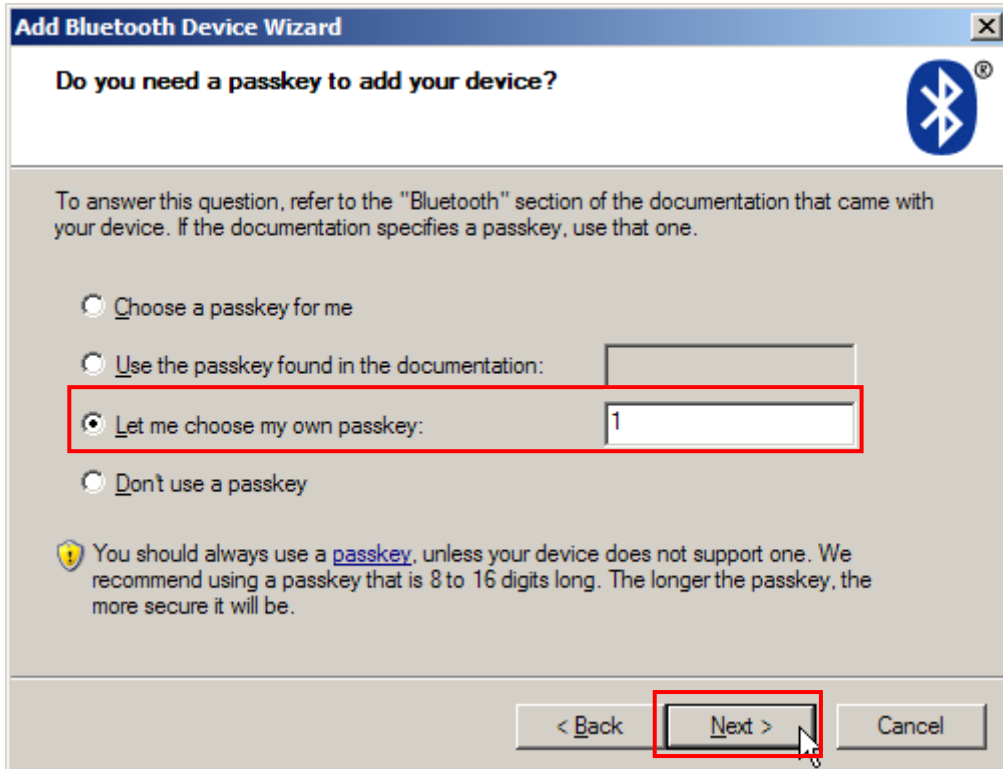 Add Bluetooth Device Wizard
Do you need a passkey to add your device?
®
To answer this question, refer to the "Bluetooth" section of the documentation that came with
your device. If the documentation specifies a passkey, use that one.
Choose a passkey for me
Use the passkey found in the documentation:
Let me choose my own passkey: 1
Don't use a passkey
You should always use a passkey, unless your device does not support one. We
recommend using a passkey that is 8 to 16 digits long. The longer the passkey, the
more secure it will be.
< Back Next > Cancel